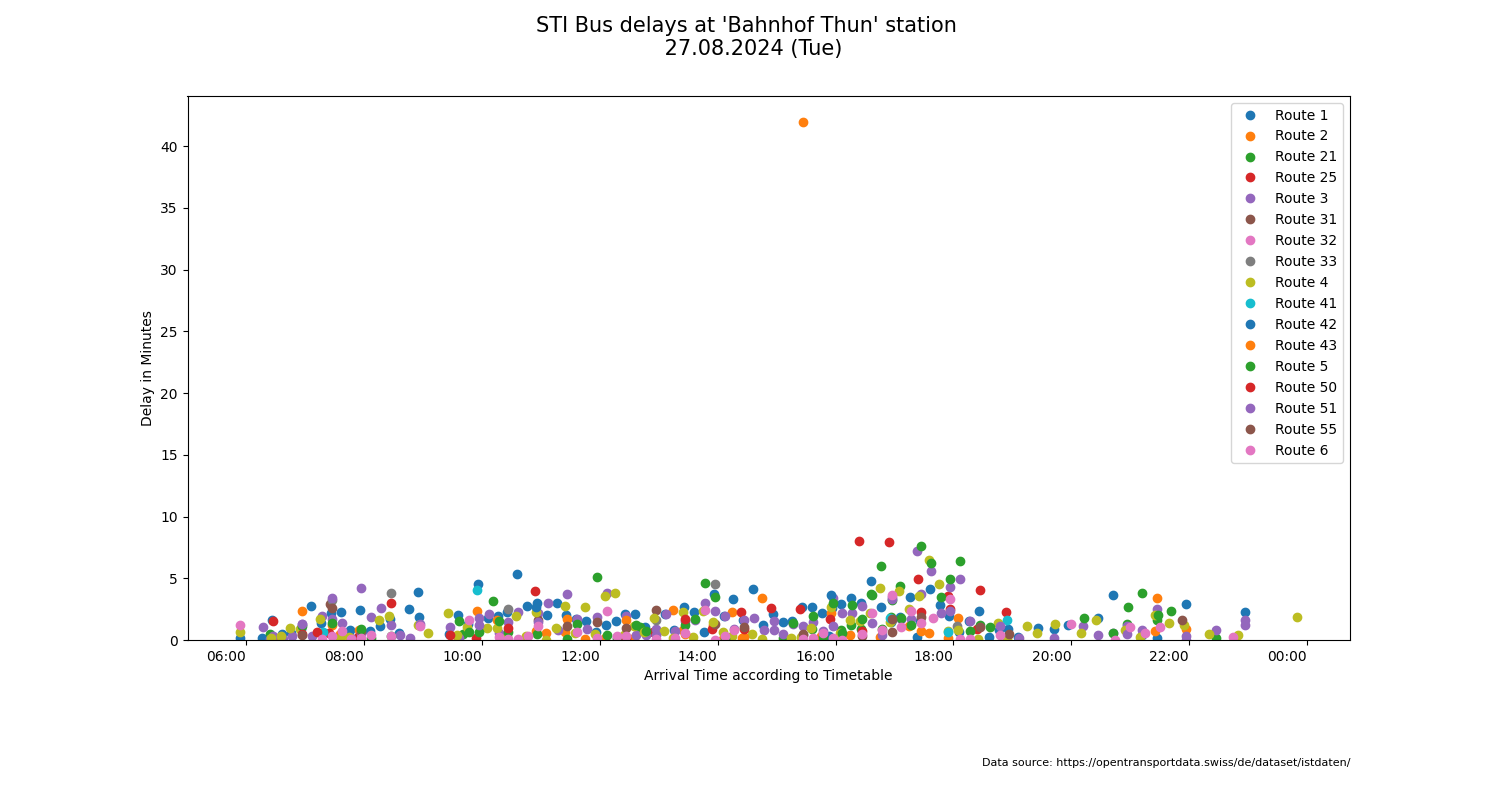 STI Bus delays at 'Bahnhof Thun' station
27.08.2024 (Tue)
40
35
30
25
20
15
10
5
0
Delay in Minutes
06:00
08:00
10:00
12:00
14:00
16:00
18:00
20:00
22:00
00:00
Arrival Time according to Timetable
Route 1
Route 2
Route 21
Route 25
Route 3
Route 31
Route 32
Route 33
Route 4
Route 41
Route 42
Route 43
Route 5
Route 50
Route 51
Route 55
Route 6
Data source: https://opentransportdata.swiss/de/dataset/istdaten/